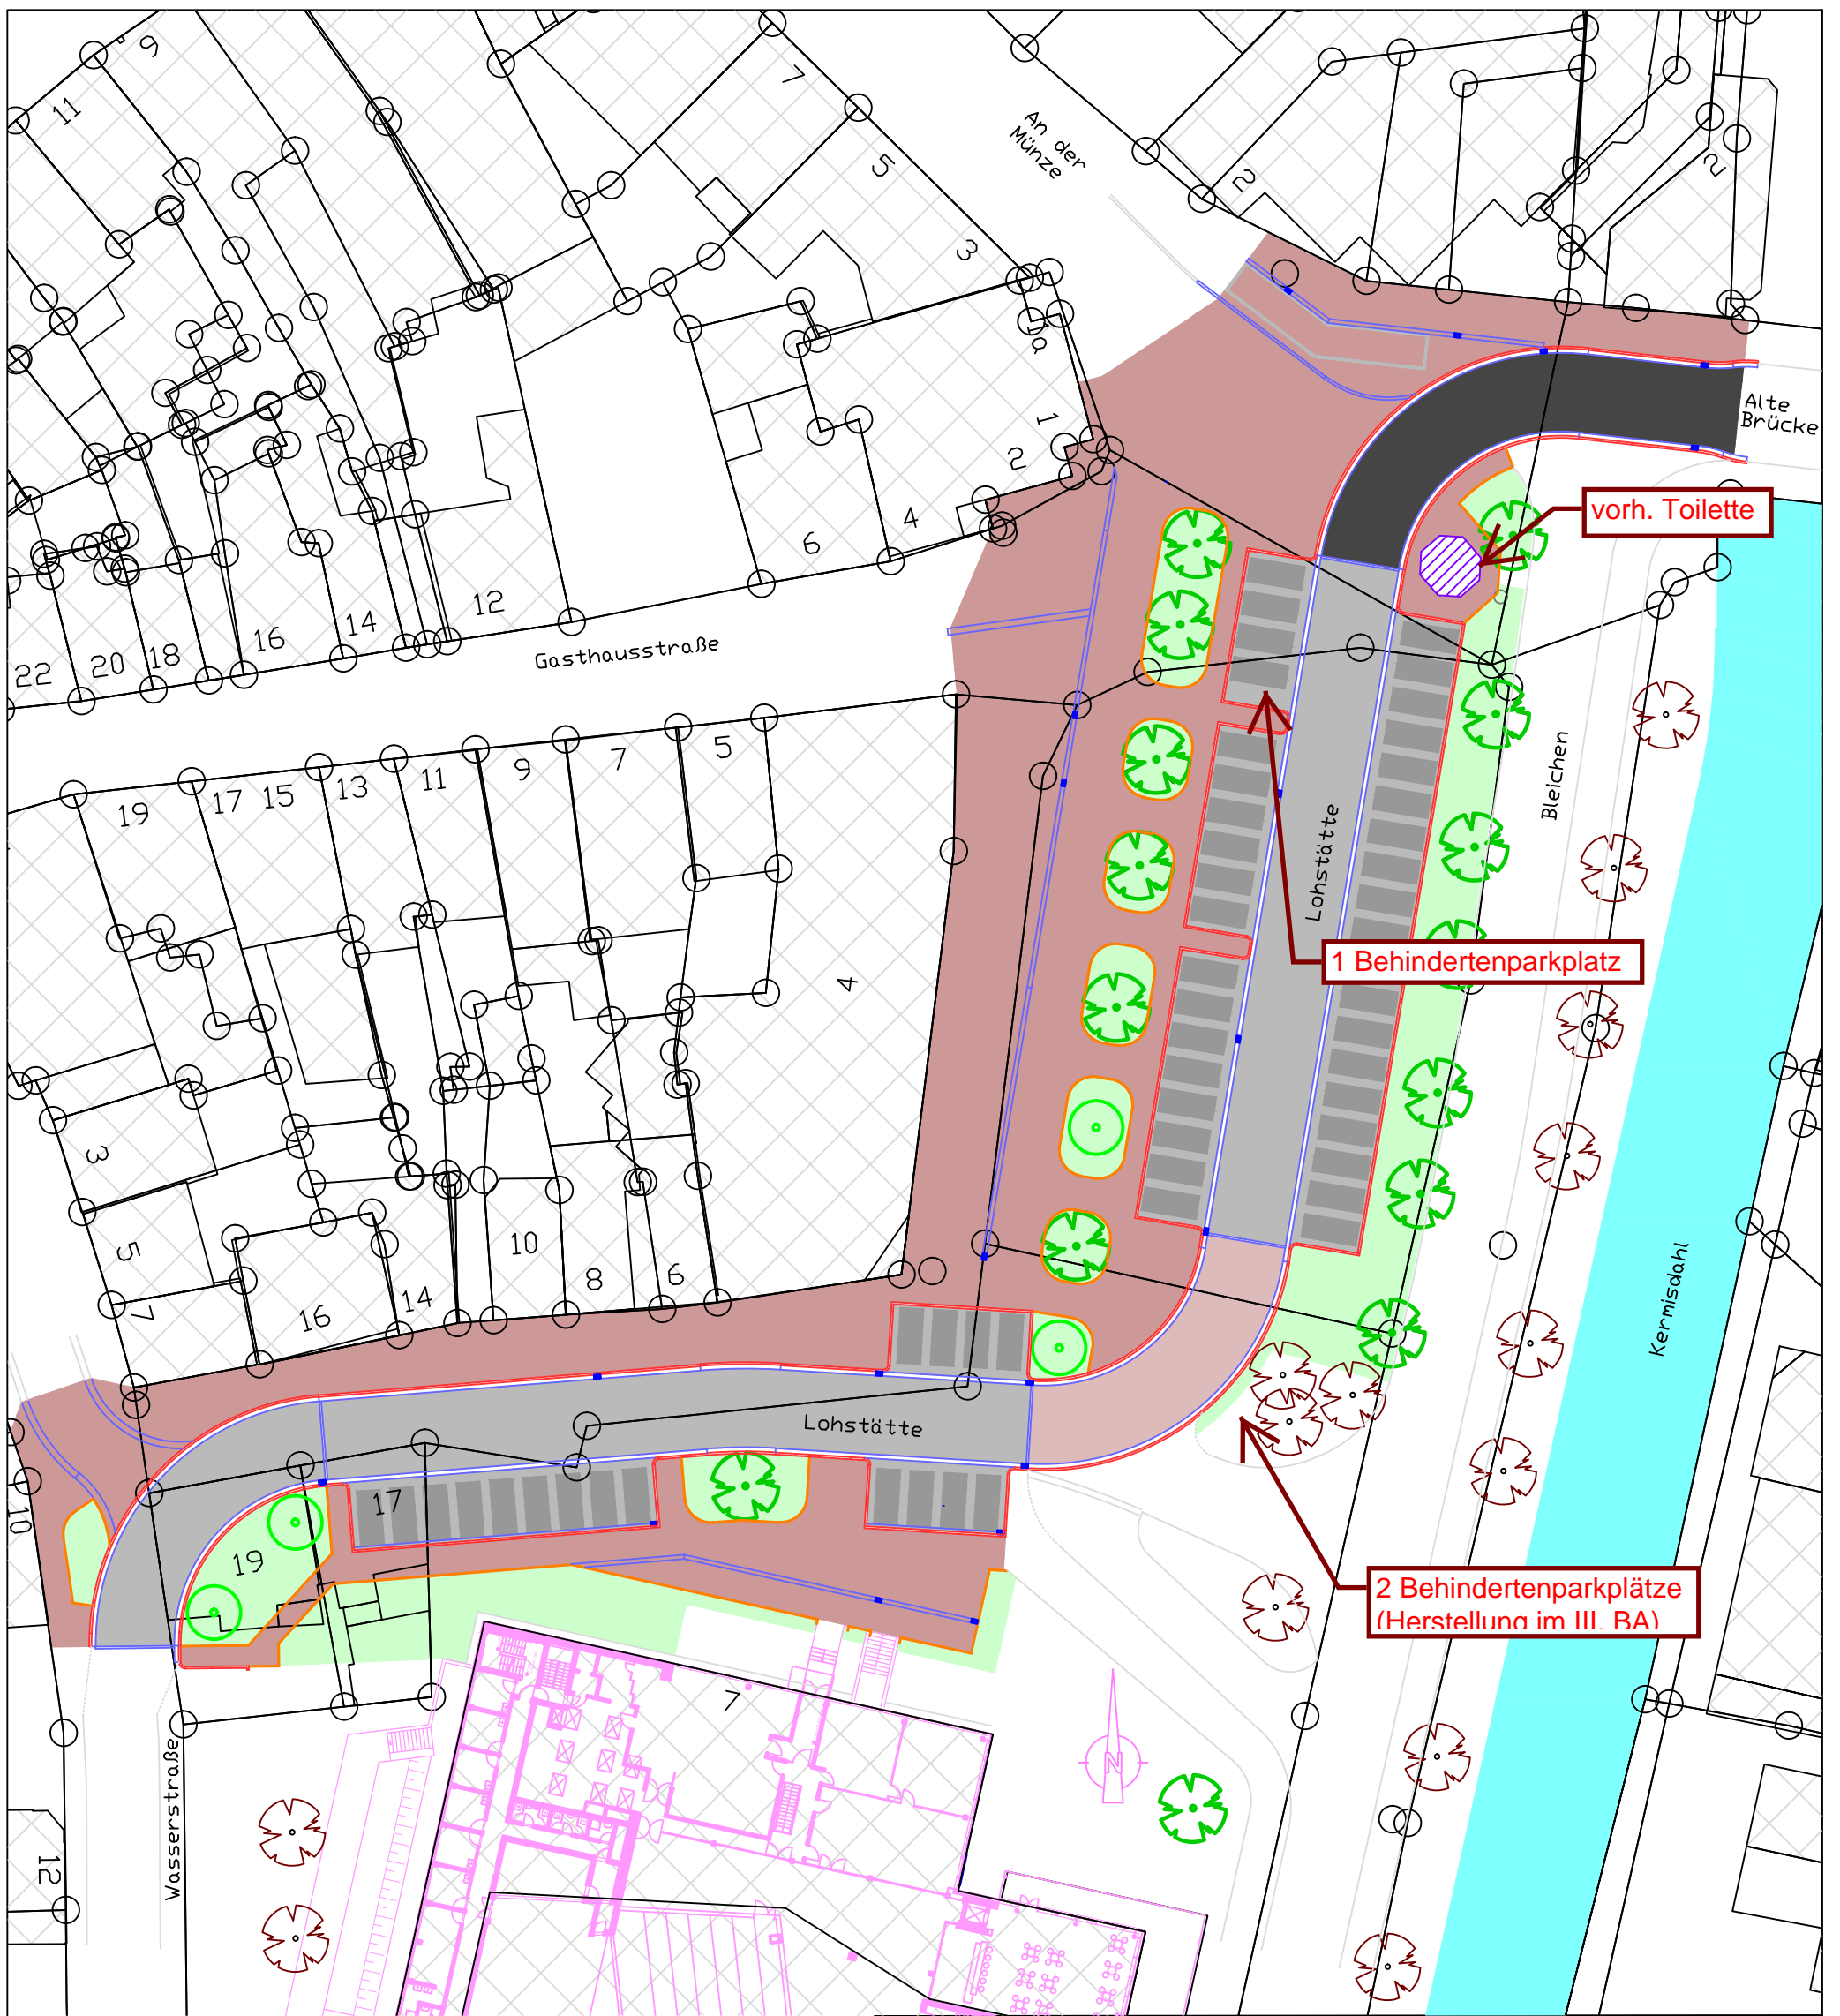 9
11
7
5
3
1a
1
2
An der
Münze
2
2
Alte
Brücke
vorh. Toilette
22
20
18
16
14
12
6
4
Gasthausstraße
19
17
15
13
11
9
7
5
4
Bleichen
Lohstätte
1 Behindertenparkplatz
3
5
7
16
14
10
8
6
Kermisdahl
Lohstätte
17
19
10
2 Behindertenparkplätze
(Herstellung im III. BA)
7
N
Wasserstraße
12